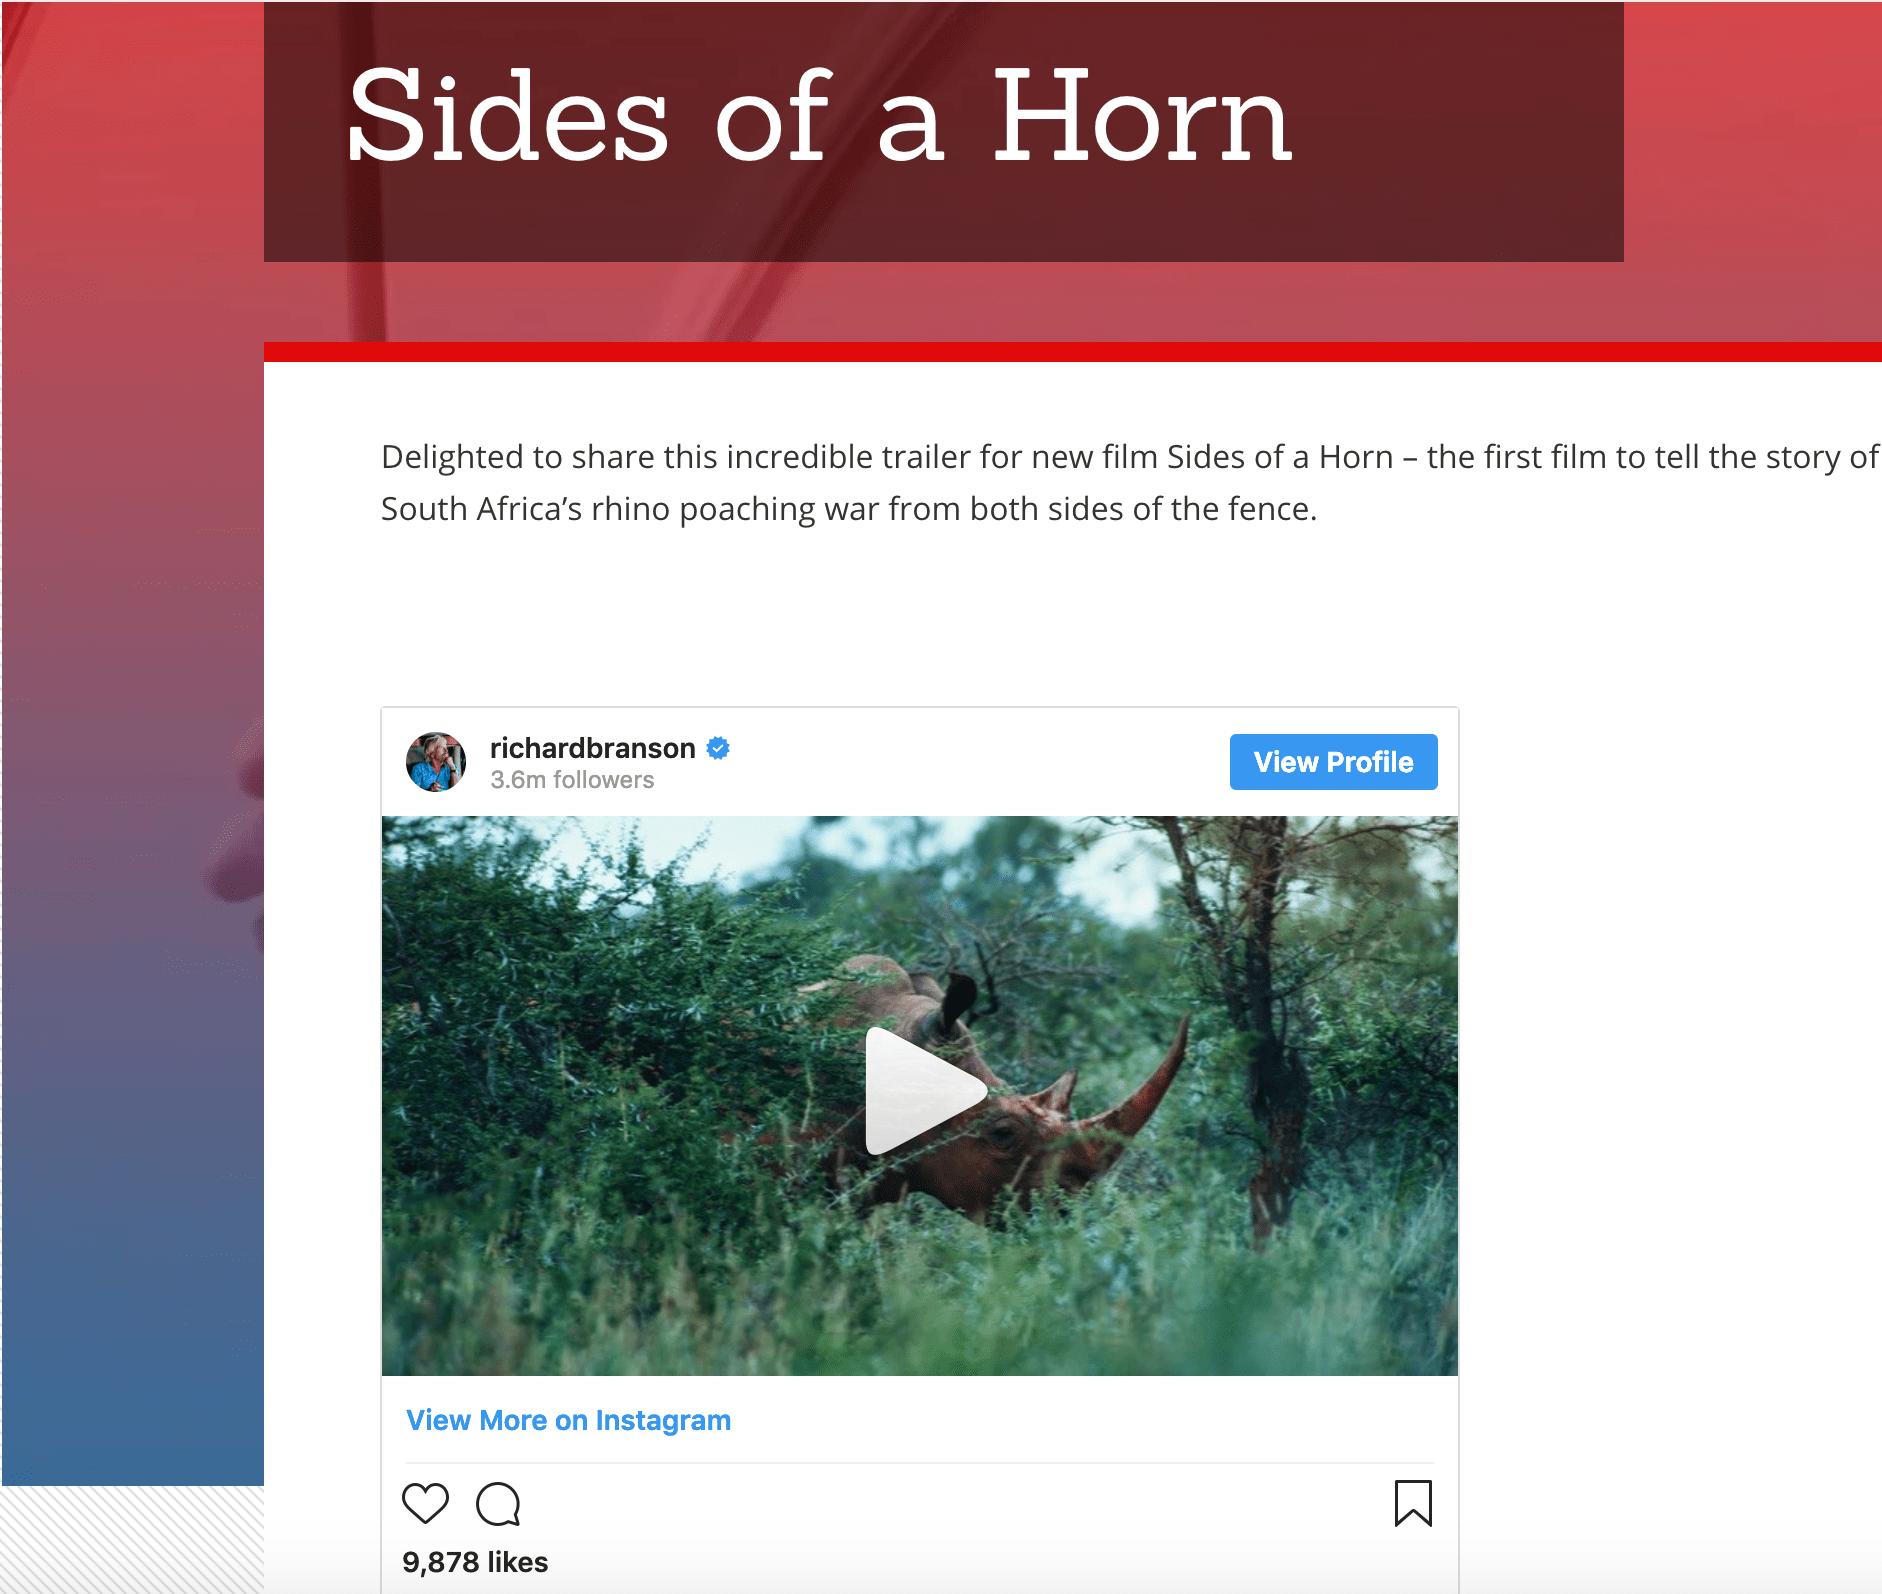 Sides of a Horn
Delighted to share this incredible trailer for new film Sides of a Horn – the first film to tell the story of
South Africa’s rhino poaching war from both sides of the fence.
richardbranson
3.6m followers
View Profile
View More on Instagram
9,878 likes